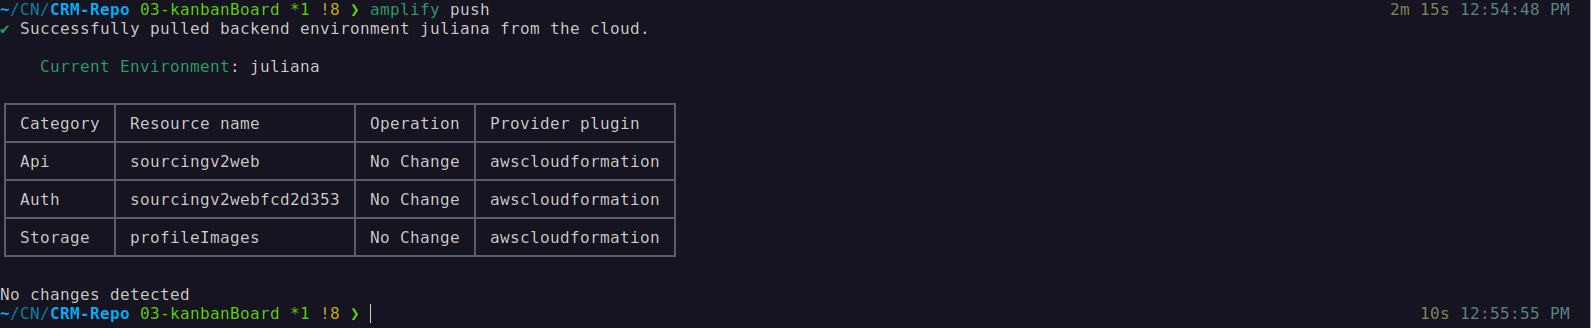 ~/CN/CRM-Repo 03-kanbanBoard *1 !8 ❯ amplify push 2m 15s 12:54:48 PM
✔ Successfully pulled backend environment juliana from the cloud.
Current Environment: juliana
Category Resource name Operation Provider plugin
Api sourcingv2web No Change awscloudformation
Auth sourcingv2webfcd2d353 No Change awscloudformation
Storage profileImages No Change awscloudformation
No changes detected
~/CN/CRM-Repo 03-kanbanBoard *1 !8 ❯ 10s 12:55:55 PM